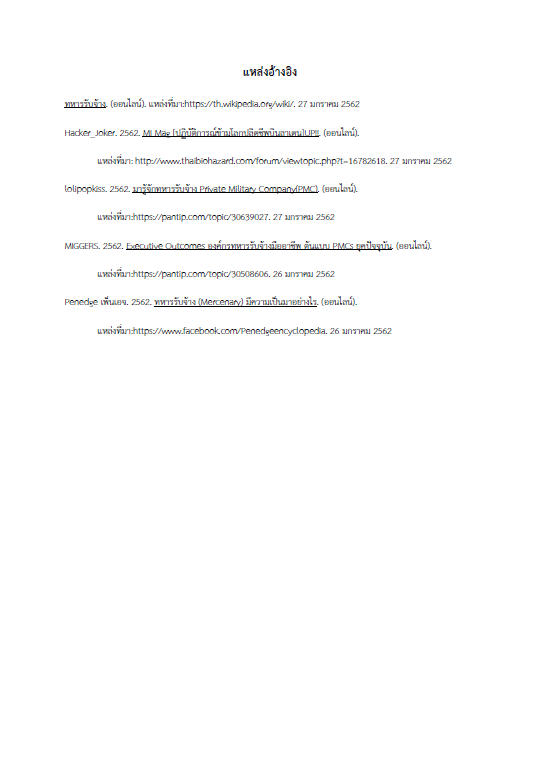 แหล่งอ้างอิง
ทหารรับจ้าง. (ออนไลน์). แหล่งที่มา:https://th.wikipedia.org/wiki/. 27 มกราคม 2562
Hacker_Joker. 2562. MI Mag [ปฏิบัติการณ์ข้ามโลกปลิดชีพบินลาเดน]UP!!. (ออนไลน์).
แหล่งที่มา: http://www.thaibiohazard.com/forum/viewtopic.php?t=16782618. 27 มกราคม 2562
lolipopkiss. 2562. มารู้จักทหารรับจ้าง Private Military Company(PMC). (ออนไลน์).
แหล่งที่มา:https://pantip.com/topic/30639027. 27 มกราคม 2562
MIGGERS. 2562. Executive Outcomes องค์กรทหารรับจ้างมืออาชีพ ต้นแบบ PMCs ยุคปัจจุบัน. (ออนไลน์).
แหล่งที่มา:https://pantip.com/topic/30508606. 26 มกราคม 2562
Penedge เพ็นเอจ. 2562. ทหารรับจ้าง (Mercenary) มีความเป็นมาอย่างไร. (ออนไลน์).
แหล่งที่มา:https://www.facebook.com/Penedgeencyclopedia. 26 มกราคม 2562